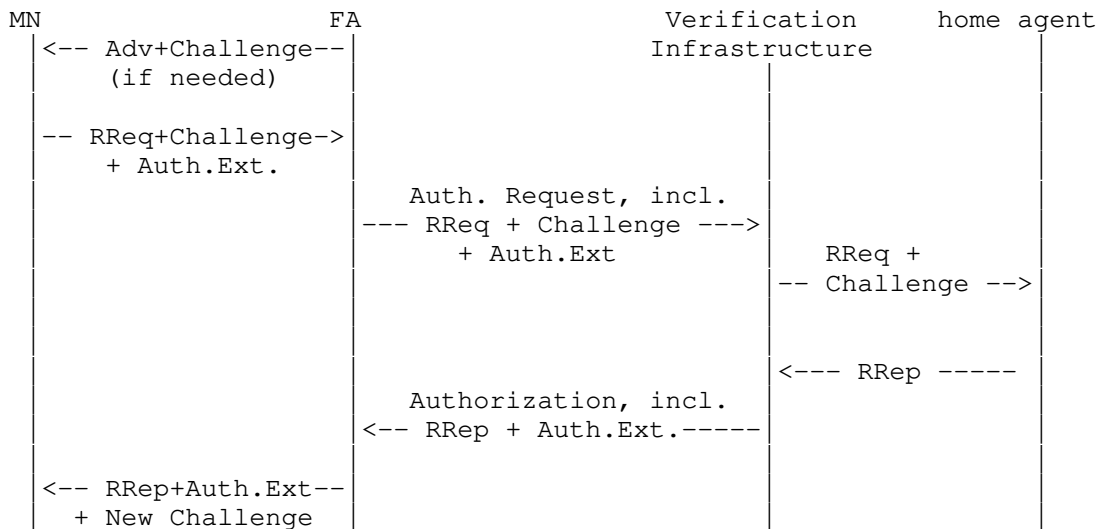 MN FA Verification home agent
|<-- Adv+Challenge--| Infrastructure |
| (if needed) | | |
| | | |
|-- RReq+Challenge->| | |
| + Auth.Ext. | | |
| | Auth. Request, incl. | |
| |--- RReq + Challenge --->| |
| | + Auth.Ext | RReq + |
| | |-- Challenge -->|
| | | |
| | | |
| | |<--- RRep ----- |
| | Authorization, incl. | |
| |<-- RRep + Auth.Ext.-----| |
| | | |
|<-- RRep+Auth.Ext--| | |
| + New Challenge | | |